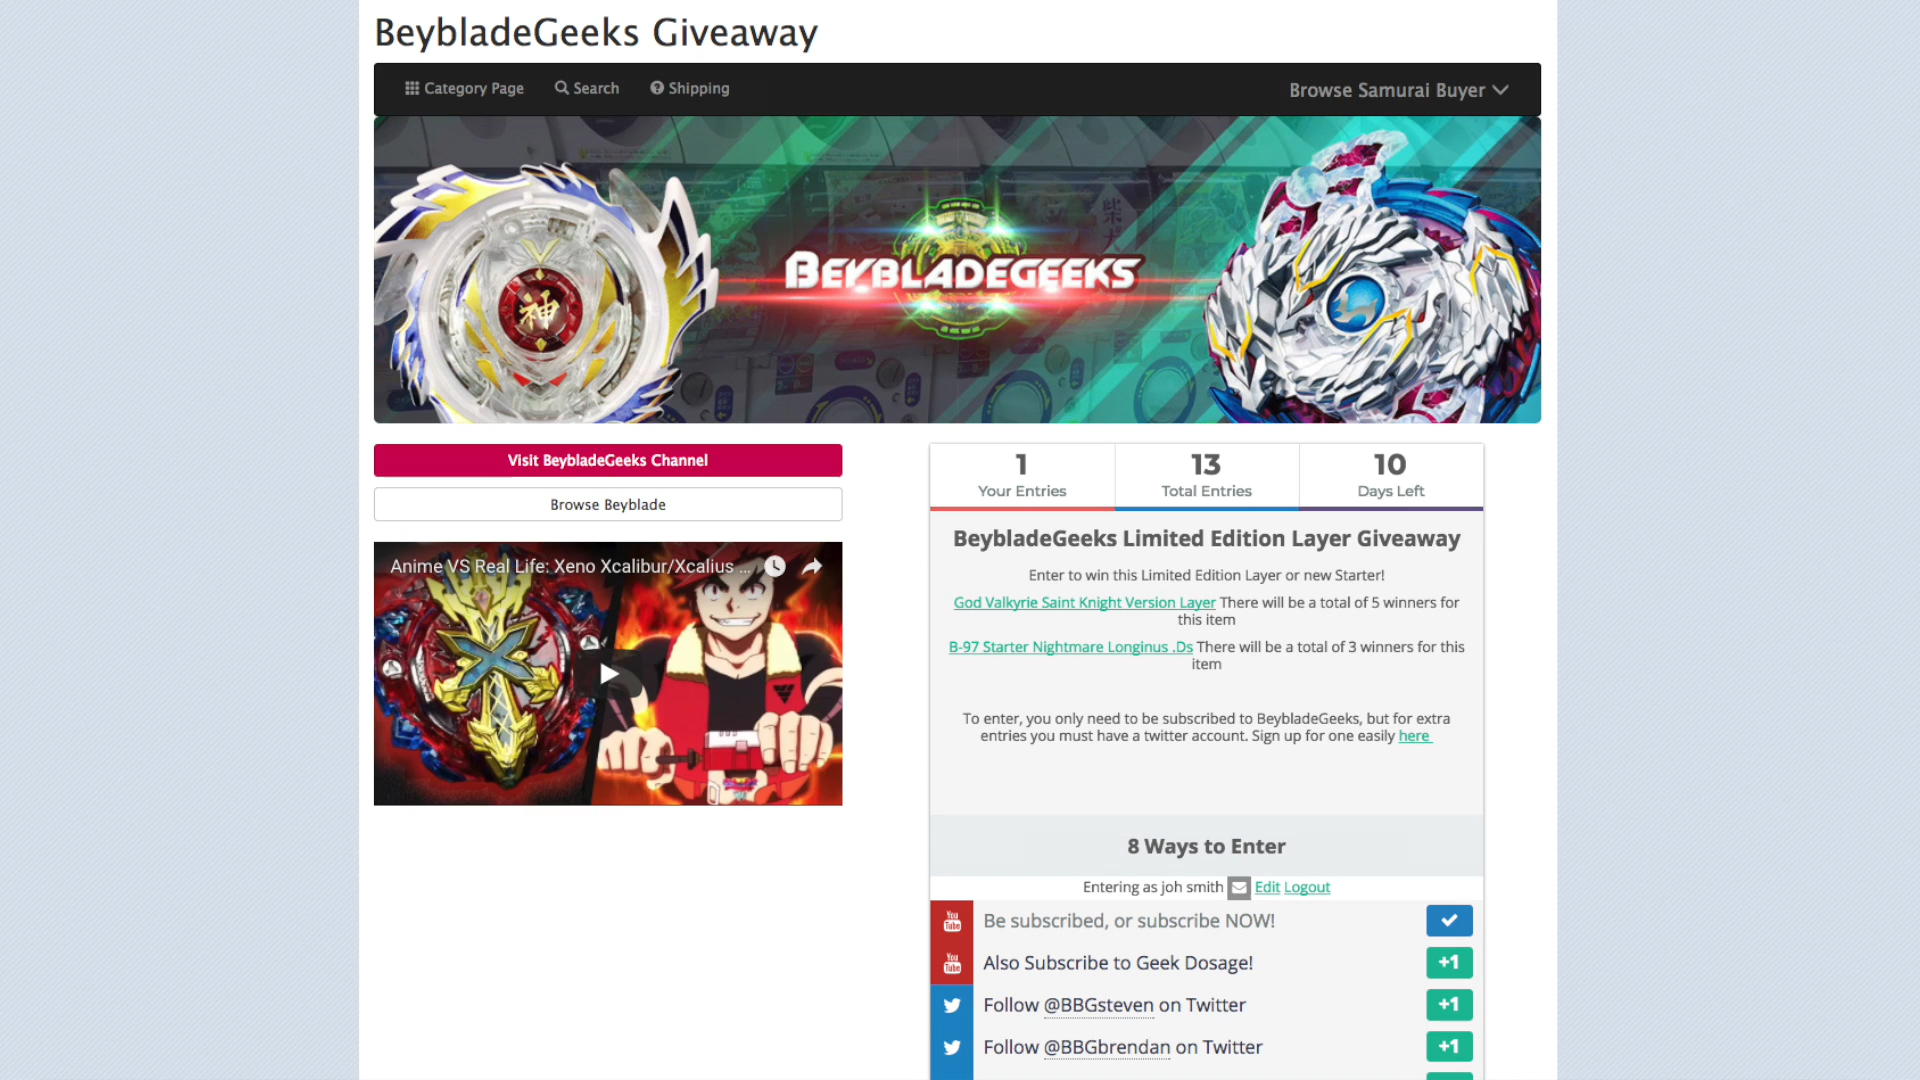 BeybladeGeeks Giveaway
Category Page
Search
Shipping
Browse Samurai Buyer
神
BEYBLADEGEEKS
Visit BeybladeGeeks Channel
Browse Beyblade
Anime VS Real Life: Xeno Xcalibur/Xcalius ...
1
Your Entries
13
Total Entries
10
Days Left
BeybladeGeeks Limited Edition Layer Giveaway
Enter to win this Limited Edition Layer or new Starter!
God Valkyrie Saint Knight Version Layer There will be a total of 5 winners for
this item
B-97 Starter Nightmare Longinus .Ds There will be a total of 3 winners for this
item
To enter, you only need to be subscribed to BeybladeGeeks, but for extra
entries you must have a twitter account. Sign up for one easily here
8 Ways to Enter
Entering as joh smith Edit Logout
You Tube Be subscribed, or subscribe NOW!
You Tube Also Subscribe to Geek Dosage! +1
Follow @BBGsteven on Twitter +1
Follow @BBGbrendan on Twitter +1